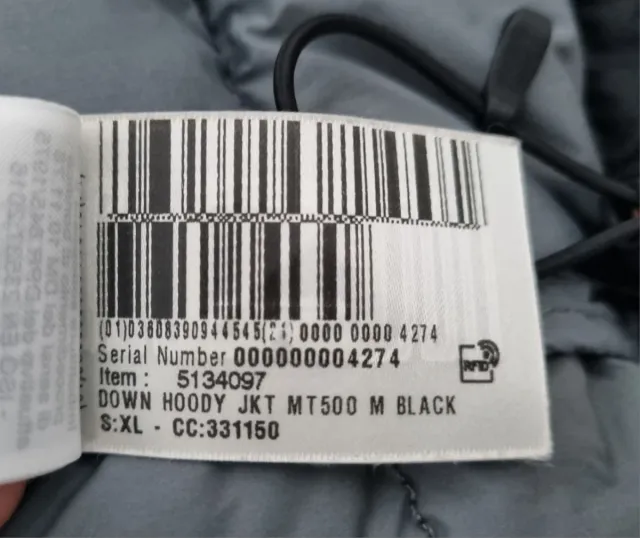 (01)03608390944545(21) 0000 0000 4274
Serial Number 000000004274
Item : 5134097
DOWN HOODY JKT MT500 M BLACK
S:XL - CC:331150
RFID